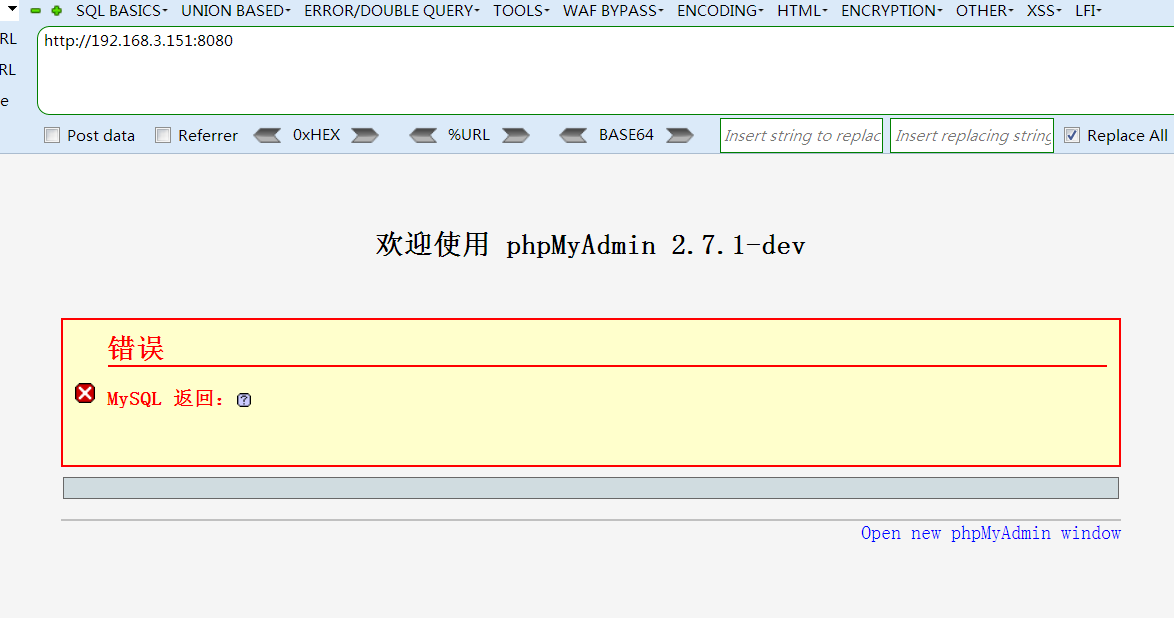 SQL BASICS UNION BASED ERROR/DOUBLE QUERY TOOLS WAF BYPASS ENCODING HTML ENCRYPTION OTHER XSS LFI
RL
http://192.168.3.151:8080
RL
e
Post data Referrer 0xHEX %URL BASE64 Insert string to replac Insert replacing string Replace All
欢迎使用 phpMyAdmin 2.7.1-dev
错误
MySQL 返回：
Open new phpMyAdmin window